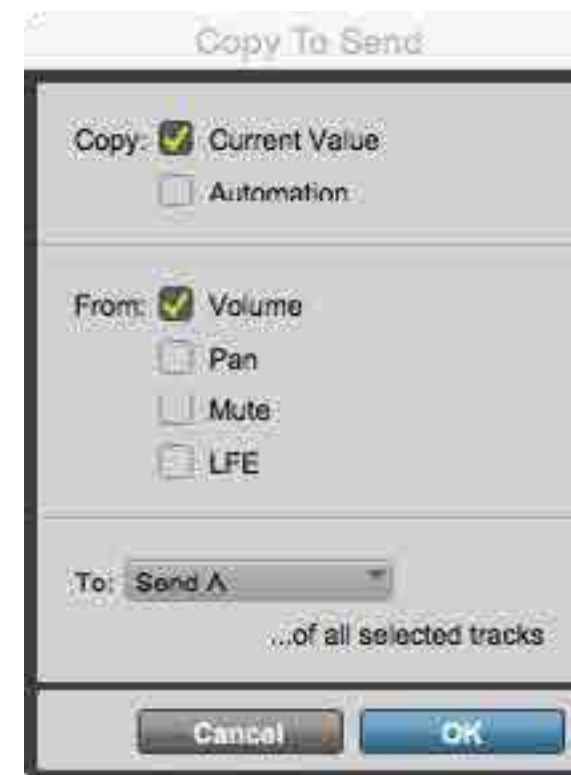 Copy To Send
Copy: Current Value
Automation
From: Volume
Pan
Mute
LFE
To: Send A
...of all selected tracks
Cancel OK